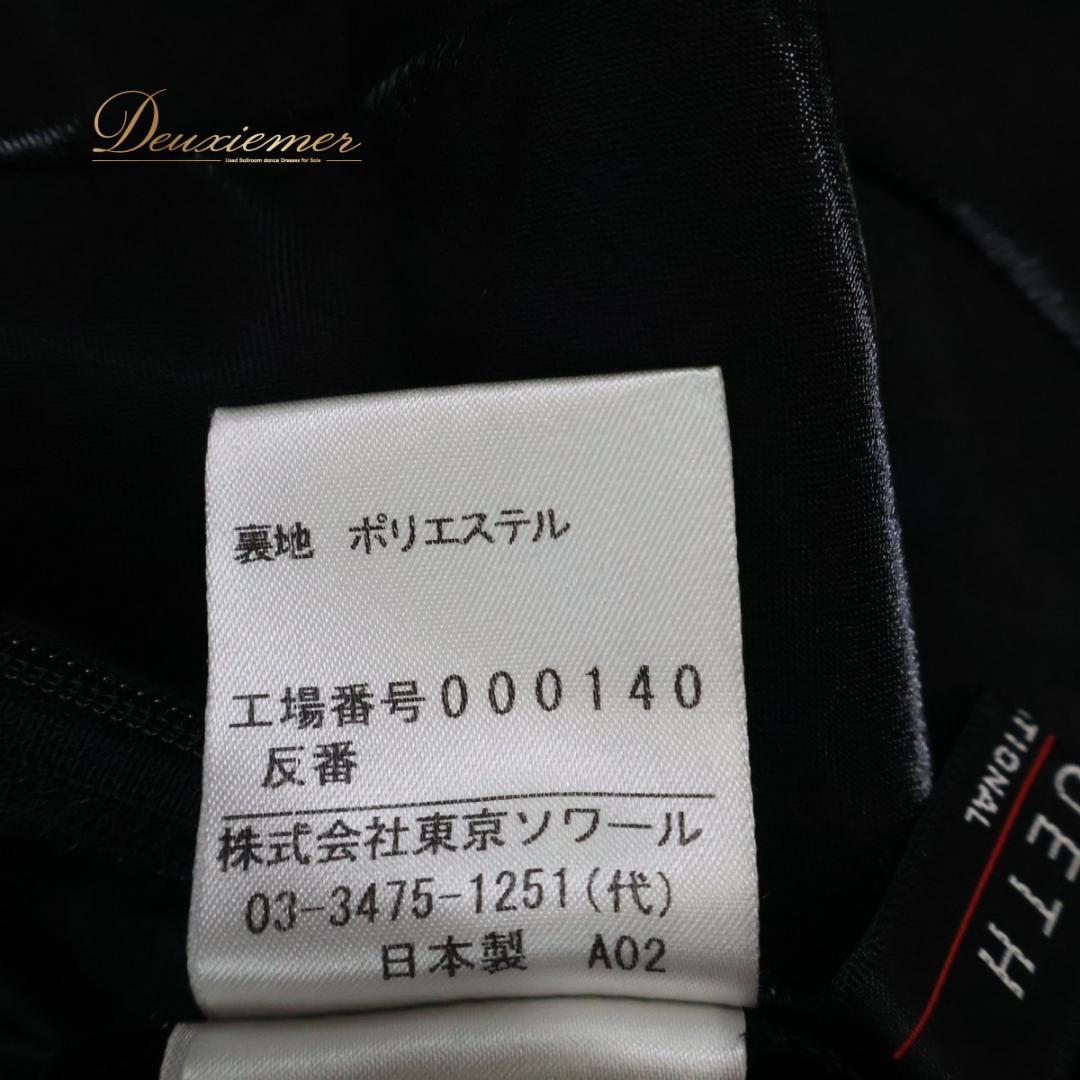 Deuxiemer
Used Ballroom dance Dresses for Sale
裏地 ポリエステル
工場番号000140
反番
株式会社東京ソワール
03-3475-1251(代)
日本製 A02